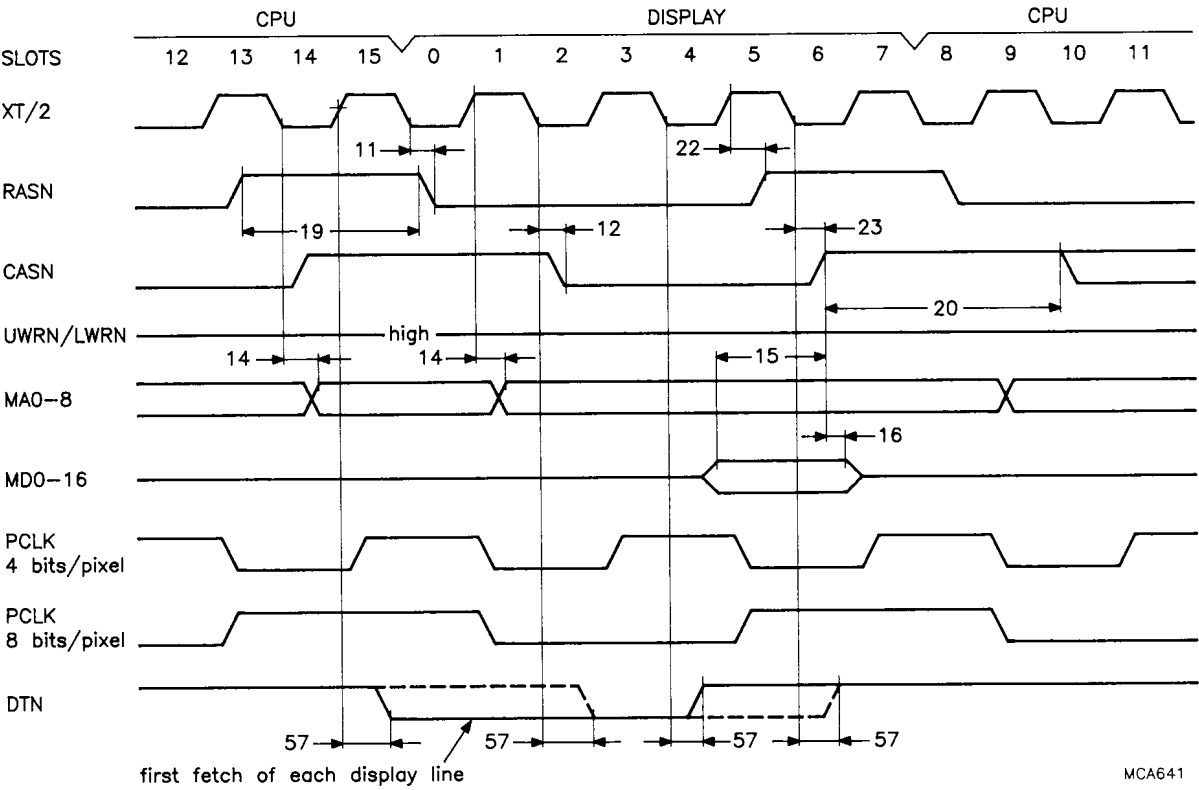 CPU DISPLAY CPU
SLOTS 12 13 14 15 0 1 2 3 4 5 6 7 8 9 10 11
XT/2
11 22
RASN
19 12 23
CASN
20
UWRN/LWRN high
14 14 15
MA0-8
16
MD0-16
PCLK
4 bits/pixel
PCLK
8 bits/pixel
DTN
57 57 57 57
first fetch of each display line
MCA641